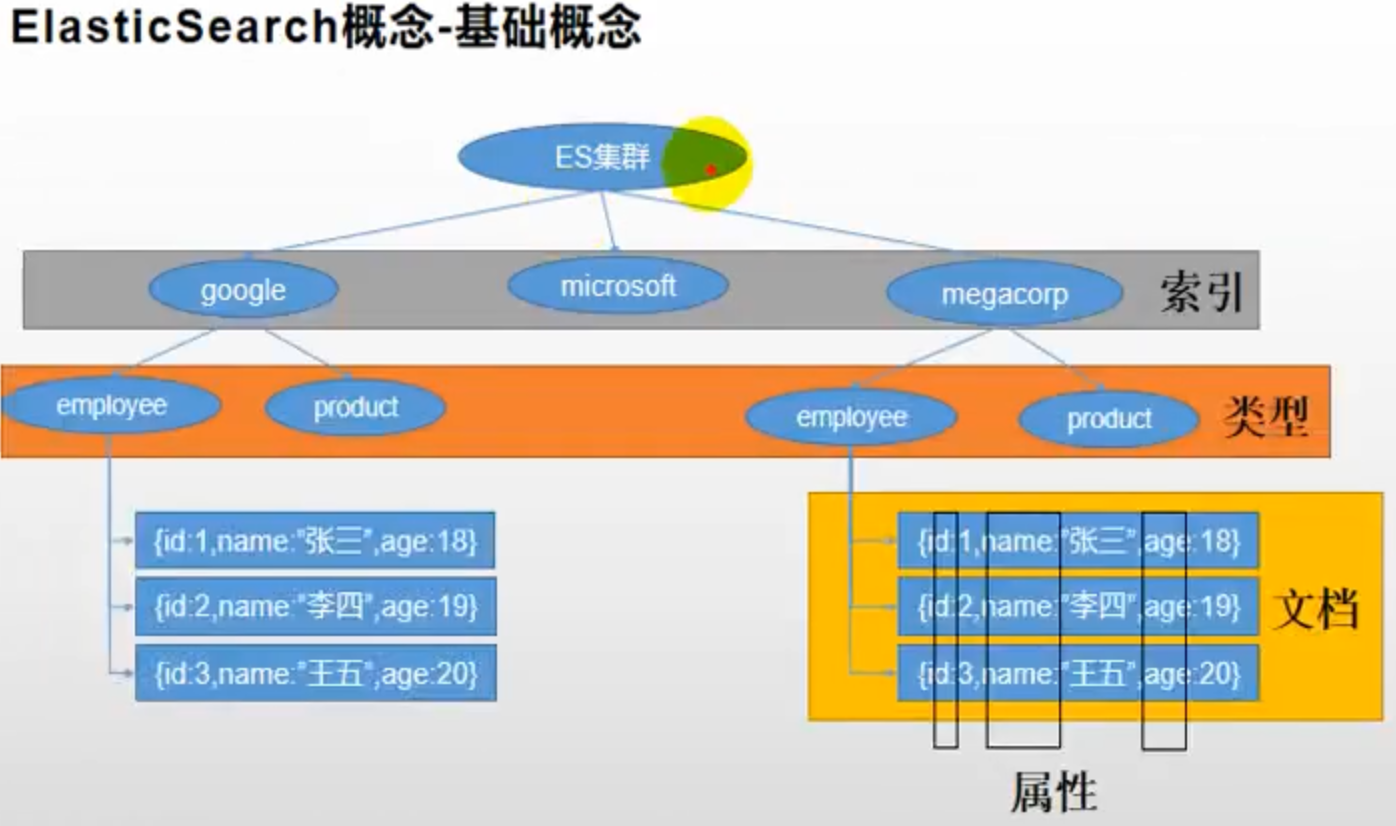 ElasticSearch概念-基础概念
ES集群
google
microsoft
megacorp
索引
employee
product
employee
product
类型
{id:1,name:"张三",age:18}
{id:2,name:"李四",age:19}
{id:3,name:"王五",age:20}
{id:1,name:"张三",age:18}
{id:2,name:"李四",age:19}
{id:3,name:"王五",age:20}
文档
属性